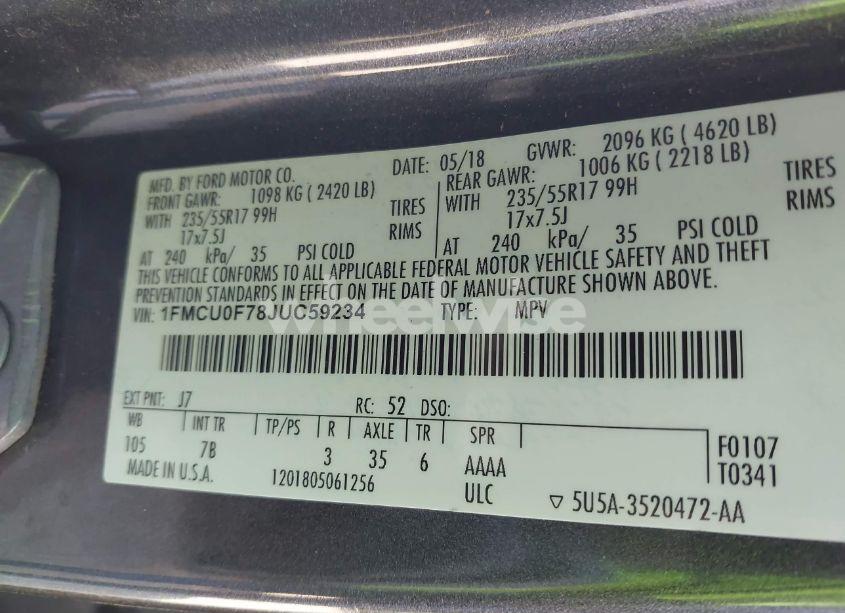 MFD. BY FORD MOTOR CO.
DATE: 05/18 GVWR: 2096 KG ( 4620 LB)
FRONT GAWR: 1098 KG ( 2420 LB)
WITH 235/55R17 99H TIRES
17x7.5J RIMS
AT 240 kPa/ 35 PSI COLD
REAR GAWR: 1006 KG ( 2218 LB)
WITH 235/55R17 99H TIRES
17x7.5J RIMS
AT 240 kPa/ 35 PSI COLD
THIS VEHICLE CONFORMS TO ALL APPLICABLE FEDERAL MOTOR VEHICLE SAFETY AND THEFT
PREVENTION STANDARDS IN EFFECT ON THE DATE OF MANUFACTURE SHOWN ABOVE.
VIN: 1FMCU0F78JUC59234 TYPE: MPV
wheelwise
EXT PNT: J7 RC: 52 DSO:
WB INT TR TP/PS R AXLE TR SPR
105 7B 3 35 6 AAAA
F0107
T0341
MADE IN U.S.A. 1201805061256 ULC
▽ 5U5A-3520472-AA